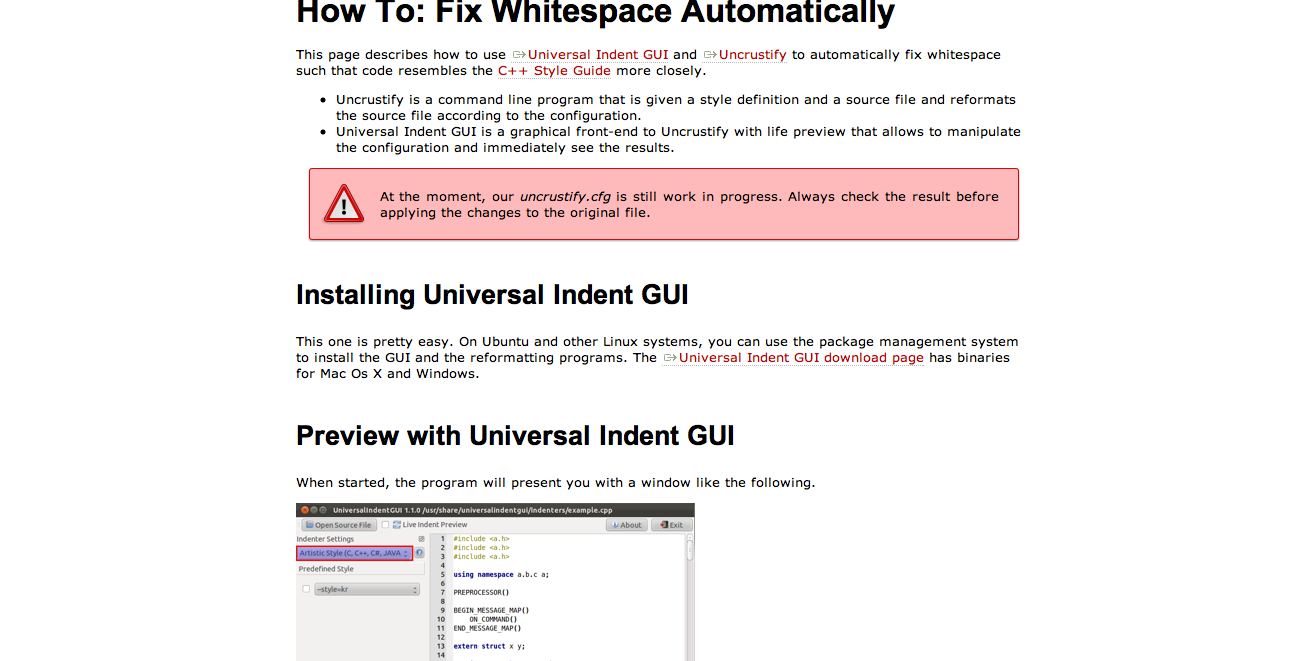 How To: Fix Whitespace Automatically
This page describes how to use Universal Indent GUI and Uncrustify to automatically fix whitespace
such that code resembles the C++ Style Guide more closely.
Uncrustify is a command line program that is given a style definition and a source file and reformats
the source file according to the configuration.
Universal Indent GUI is a graphical front-end to Uncrustify with life preview that allows to manipulate
the configuration and immediately see the results.
At the moment, our uncrustify.cfg is still work in progress. Always check the result before
applying the changes to the original file.
Installing Universal Indent GUI
This one is pretty easy. On Ubuntu and other Linux systems, you can use the package management system
to install the GUI and the reformatting programs. The Universal Indent GUI download page has binaries
for Mac Os X and Windows.
Preview with Universal Indent GUI
When started, the program will present you with a window like the following.
UniversalIndentGUI 1.1.0 /usr/share/universalindentgui/indenters/example.cpp
Open Source File Live Indent Preview About Exit
Indenter Settings
Artistic Style (C, C++, C#, JAVA
Predefined Style
--style=kr
1 #include <a.h>
2 #include <a.h>
3 #include <a.h>
4
5 using namespace a.b.c a;
6
7 PREPROCESSOR()
8
9 BEGIN_MESSAGE_MAP()
10 ON_COMMAND()
11 END_MESSAGE_MAP()
12
13 extern struct x y;
14